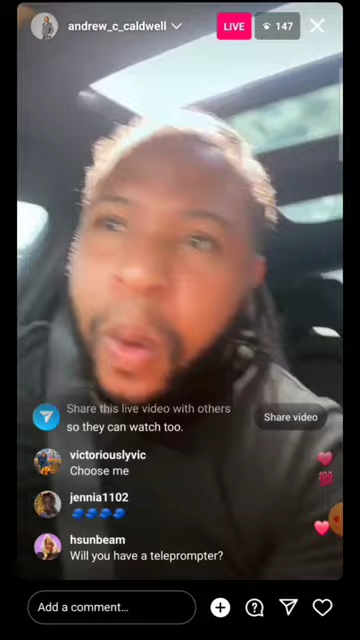 andrew_c_caldwell
LIVE
147
Share this live video with others
so they can watch too.
Share video
victoriouslyvic
Choose me
jennia1102
hsunbeam
Will you have a teleprompter?
Add a comment...